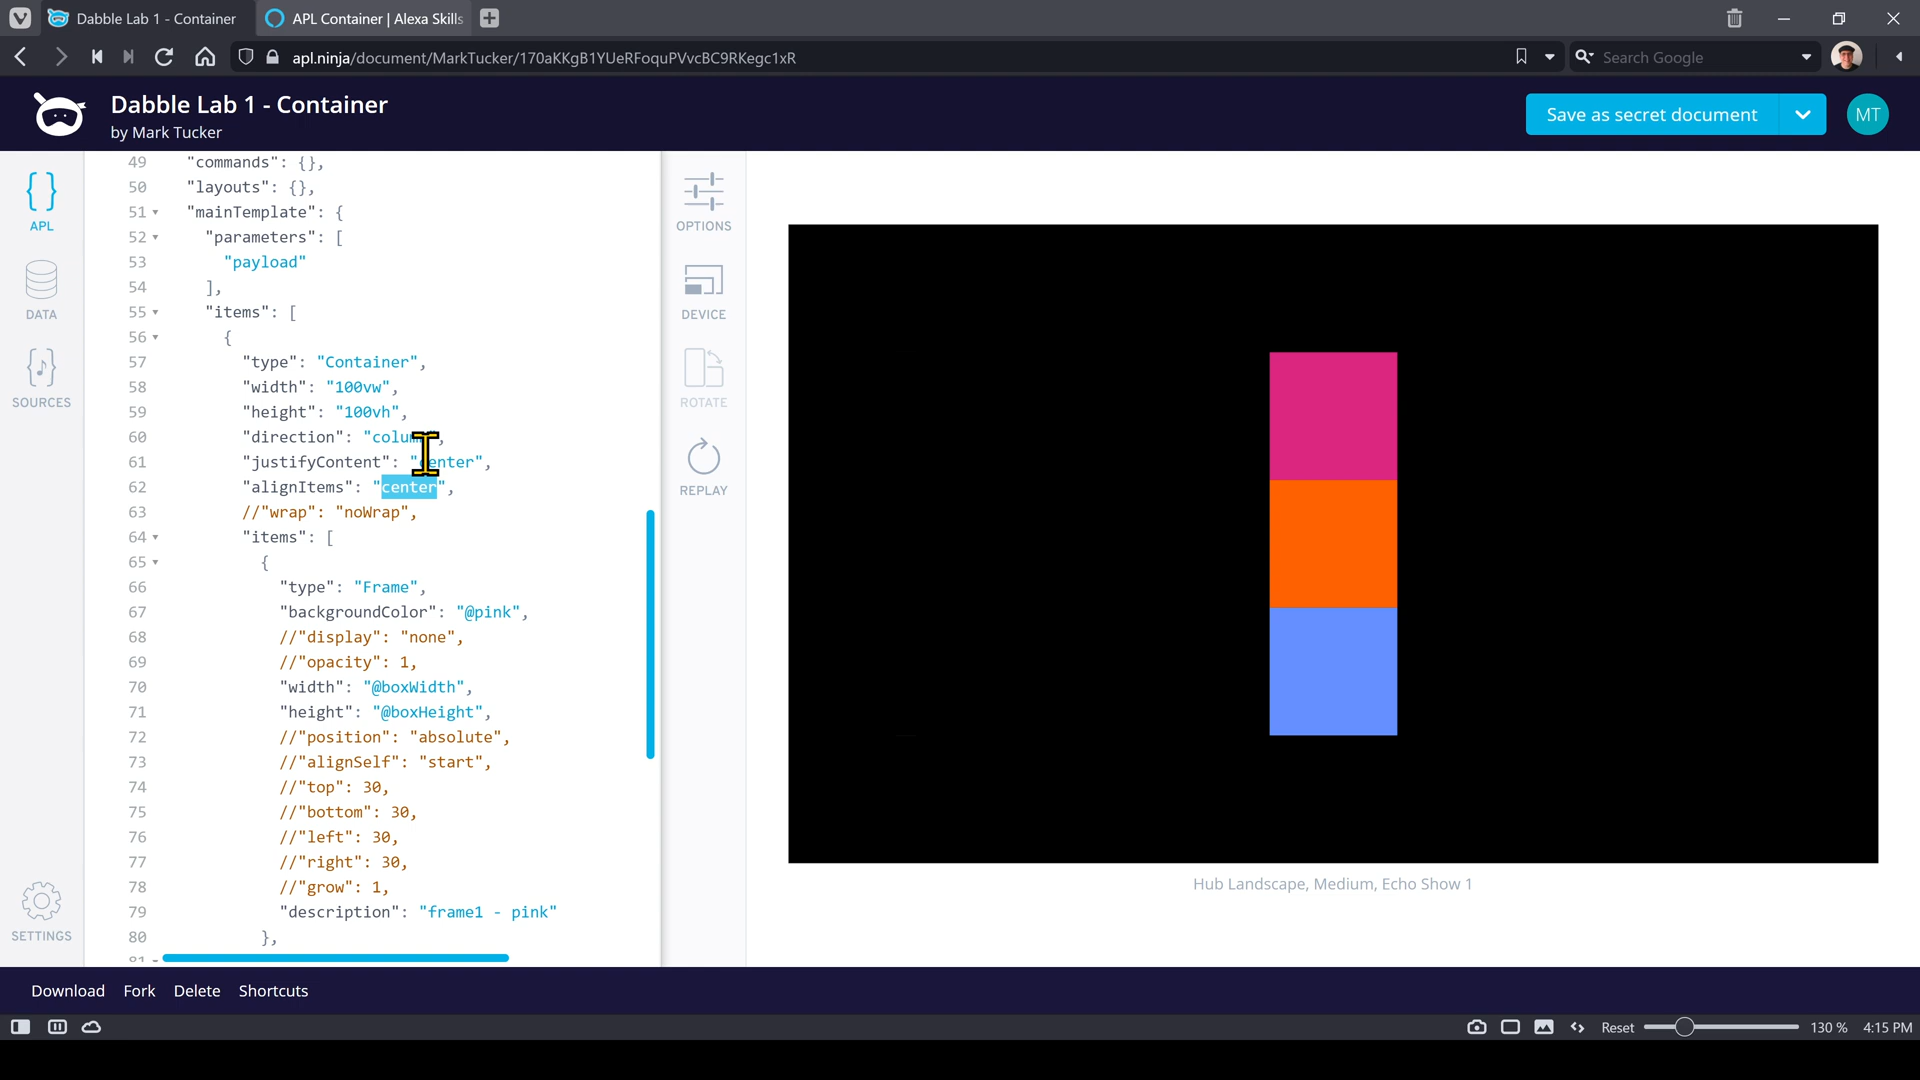 Dabble Lab 1 - Container
APL Container | Alexa Skills
apl.ninja/document/MarkTucker/170aKKgB1YUeRFoquPVvcBC9RKegc1xR
Search Google
Dabble Lab 1 - Container
by Mark Tucker
Save as secret document
MT
APL
DATA
SOURCES
SETTINGS
49 "commands": {},
50 "layouts": {},
51 "mainTemplate": {
52 "parameters": [
53 "payload"
54 ],
55 "items": [
56 {
57 "type": "Container",
58 "width": "100vw",
59 "height": "100vh",
60 "direction": "column",
61 "justifyContent": "center",
62 "alignItems": "center",
63 //"wrap": "noWrap",
64 "items": [
65 {
66 "type": "Frame",
67 "backgroundColor": "@pink",
68 //"display": "none",
69 //"opacity": 1,
70 "width": "@boxWidth",
71 "height": "@boxHeight",
72 //"position": "absolute",
73 //"alignSelf": "start",
74 //"top": 30,
75 //"bottom": 30,
76 //"left": 30,
77 //"right": 30,
78 //"grow": 1,
79 "description": "frame1 - pink"
80 },
81
OPTIONS
DEVICE
ROTATE
REPLAY
Hub Landscape, Medium, Echo Show 1
Download Fork Delete Shortcuts
Reset 130 % 4:15 PM